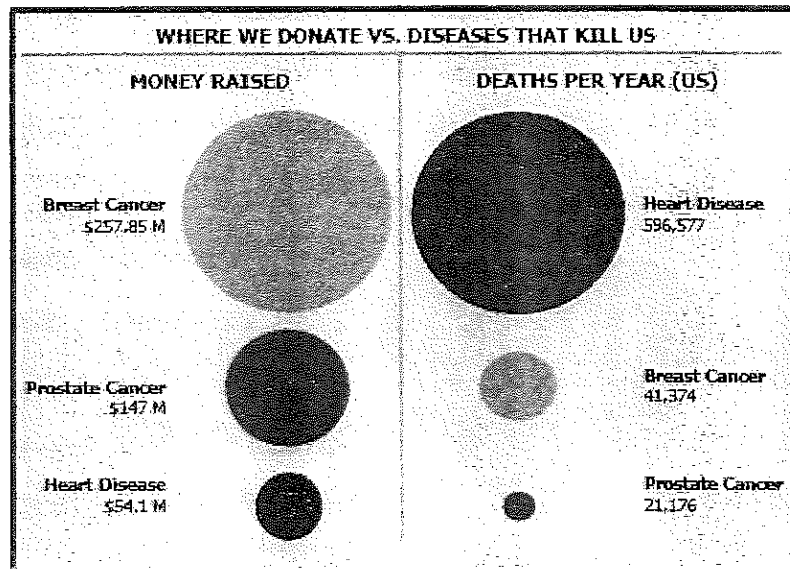 WHERE WE DONATE VS. DISEASES THAT KILL US
MONEY RAISED
Breast Cancer
$257.85 M
Prostate Cancer
$147 M
Heart Disease
$54.1 M
DEATHS PER YEAR (US)
Heart Disease
596,577
Breast Cancer
41,374
Prostate Cancer
21,176